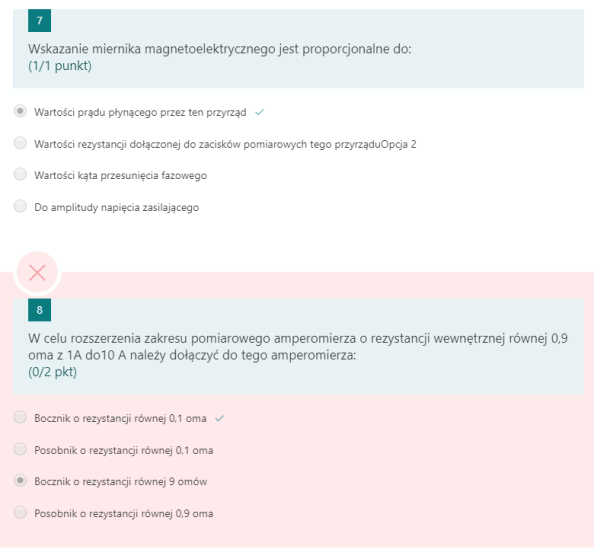 7
Wskazanie miernika magnetoelektrycznego jest proporcjonalne do:
(1/1 punkt)
Wartości prądu płynącego przez ten przyrząd
Wartości rezystancji dołączonej do zacisków pomiarowych tego przyrząduOpcja 2
Wartości kąta przesunięcia fazowego
Do amplitudy napięcia zasilającego
8
W celu rozszerzenia zakresu pomiarowego amperomierza o rezystancji wewnętrznej równej 0,9
oma z 1A do10 A należy dołączyć do tego amperomierza:
(0/2 pkt)
Bocznik o rezystancji równej 0,1 oma
Posobnik o rezystancji równej 0,1 oma
Bocznik o rezystancji równej 9 omów
Posobnik o rezystancji równej 0,9 oma